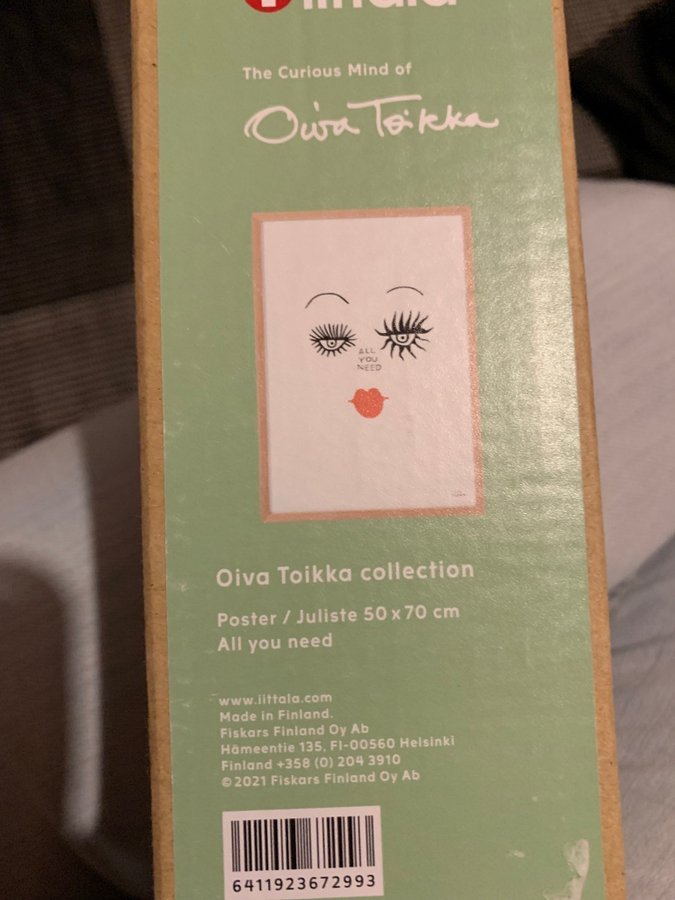 iittala
The Curious Mind of
Oiva Toikka
ALL
YOU
NEED
Oiva Toikka collection
Poster / Juliste 50 x 70 cm
All you need
www.iittala.com
Made in Finland.
Fiskars Finland Oy Ab
Hämeentie 135, FI-00560 Helsinki
Finland +358 (0) 204 3910
©2021 Fiskars Finland Oy Ab
6411923672993